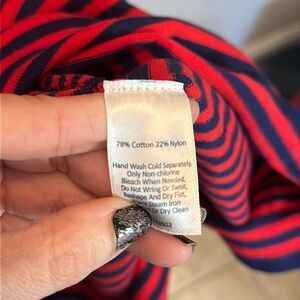 78% Cotton 22% Nylon
Hand Wash Cold Separately,
Only Non-chlorine
Bleach When Needed,
Do Not Wring Or Twist,
Reshape And Dry Flat,
Steam Iron
Or Dry Clean